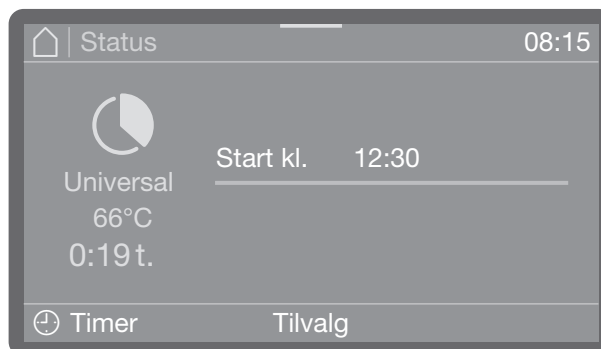 Status 08:15
Start kl. 12:30
Universal
66°C
0:19 t.
Timer Tilvalg